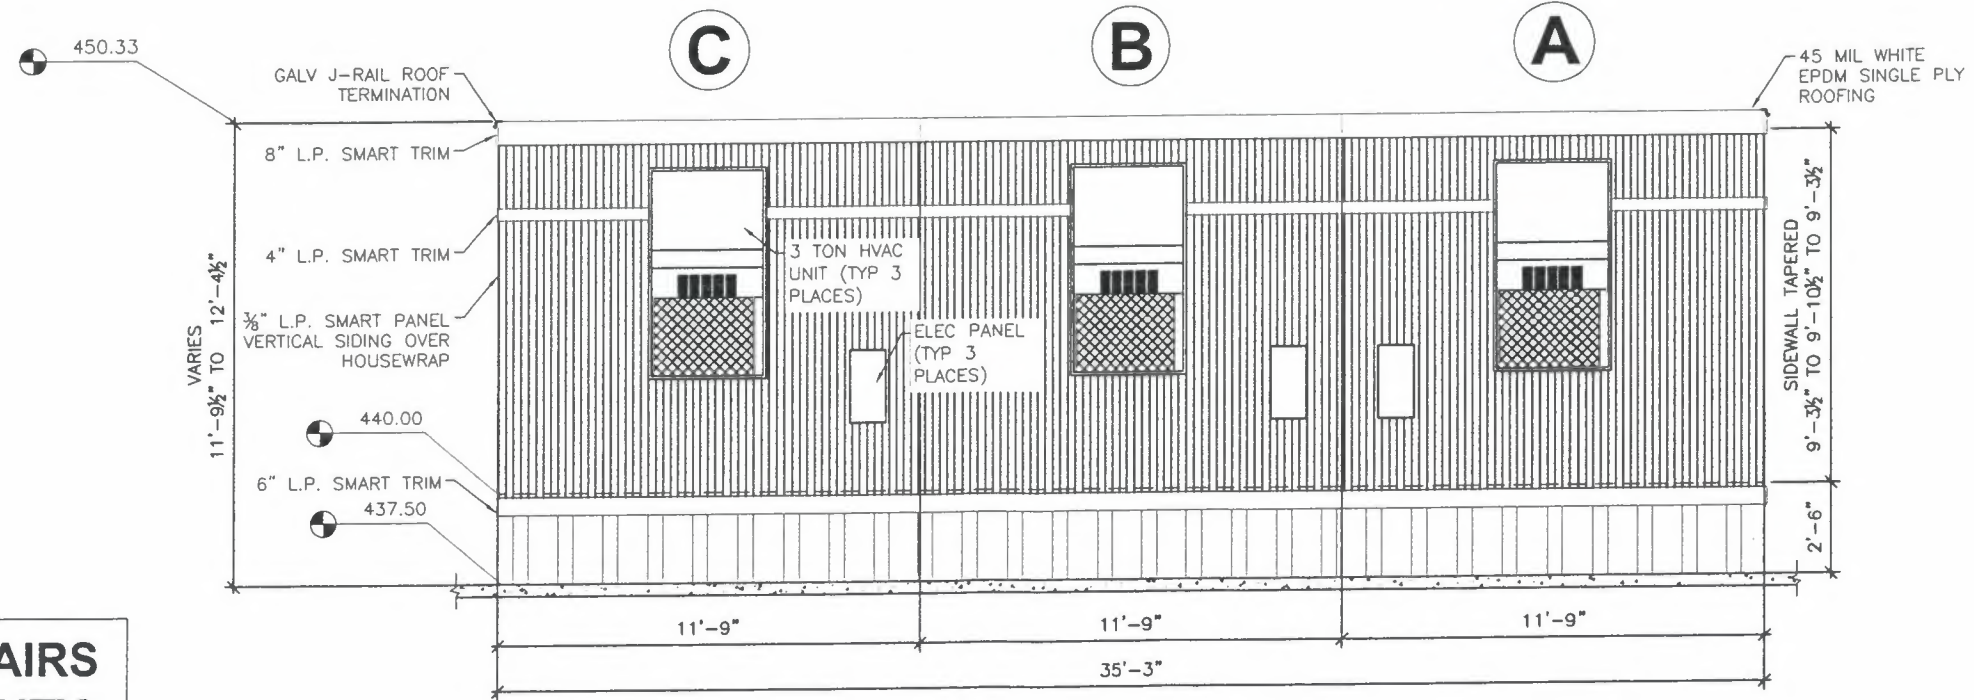 C
B
A
450.33
GALV J-RAIL ROOF
TERMINATION
45 MIL WHITE
EPDM SINGLE PLY
ROOFING
8" L.P. SMART TRIM
4" L.P. SMART TRIM
3 TON HVAC
UNIT (TYP 3
PLACES)
⅜" L.P. SMART PANEL
VERTICAL SIDING OVER
HOUSEWRAP
ELEC PANEL
(TYP 3
PLACES)
VARIES
11'-9½" TO 12'-4½"
SIDEWALL TAPERED
9'-3½" TO 9'-10½" TO 9'-3½"
440.00
6" L.P. SMART TRIM
437.50
2'-6"
11'-9"
11'-9"
11'-9"
35'-3"
AIRS